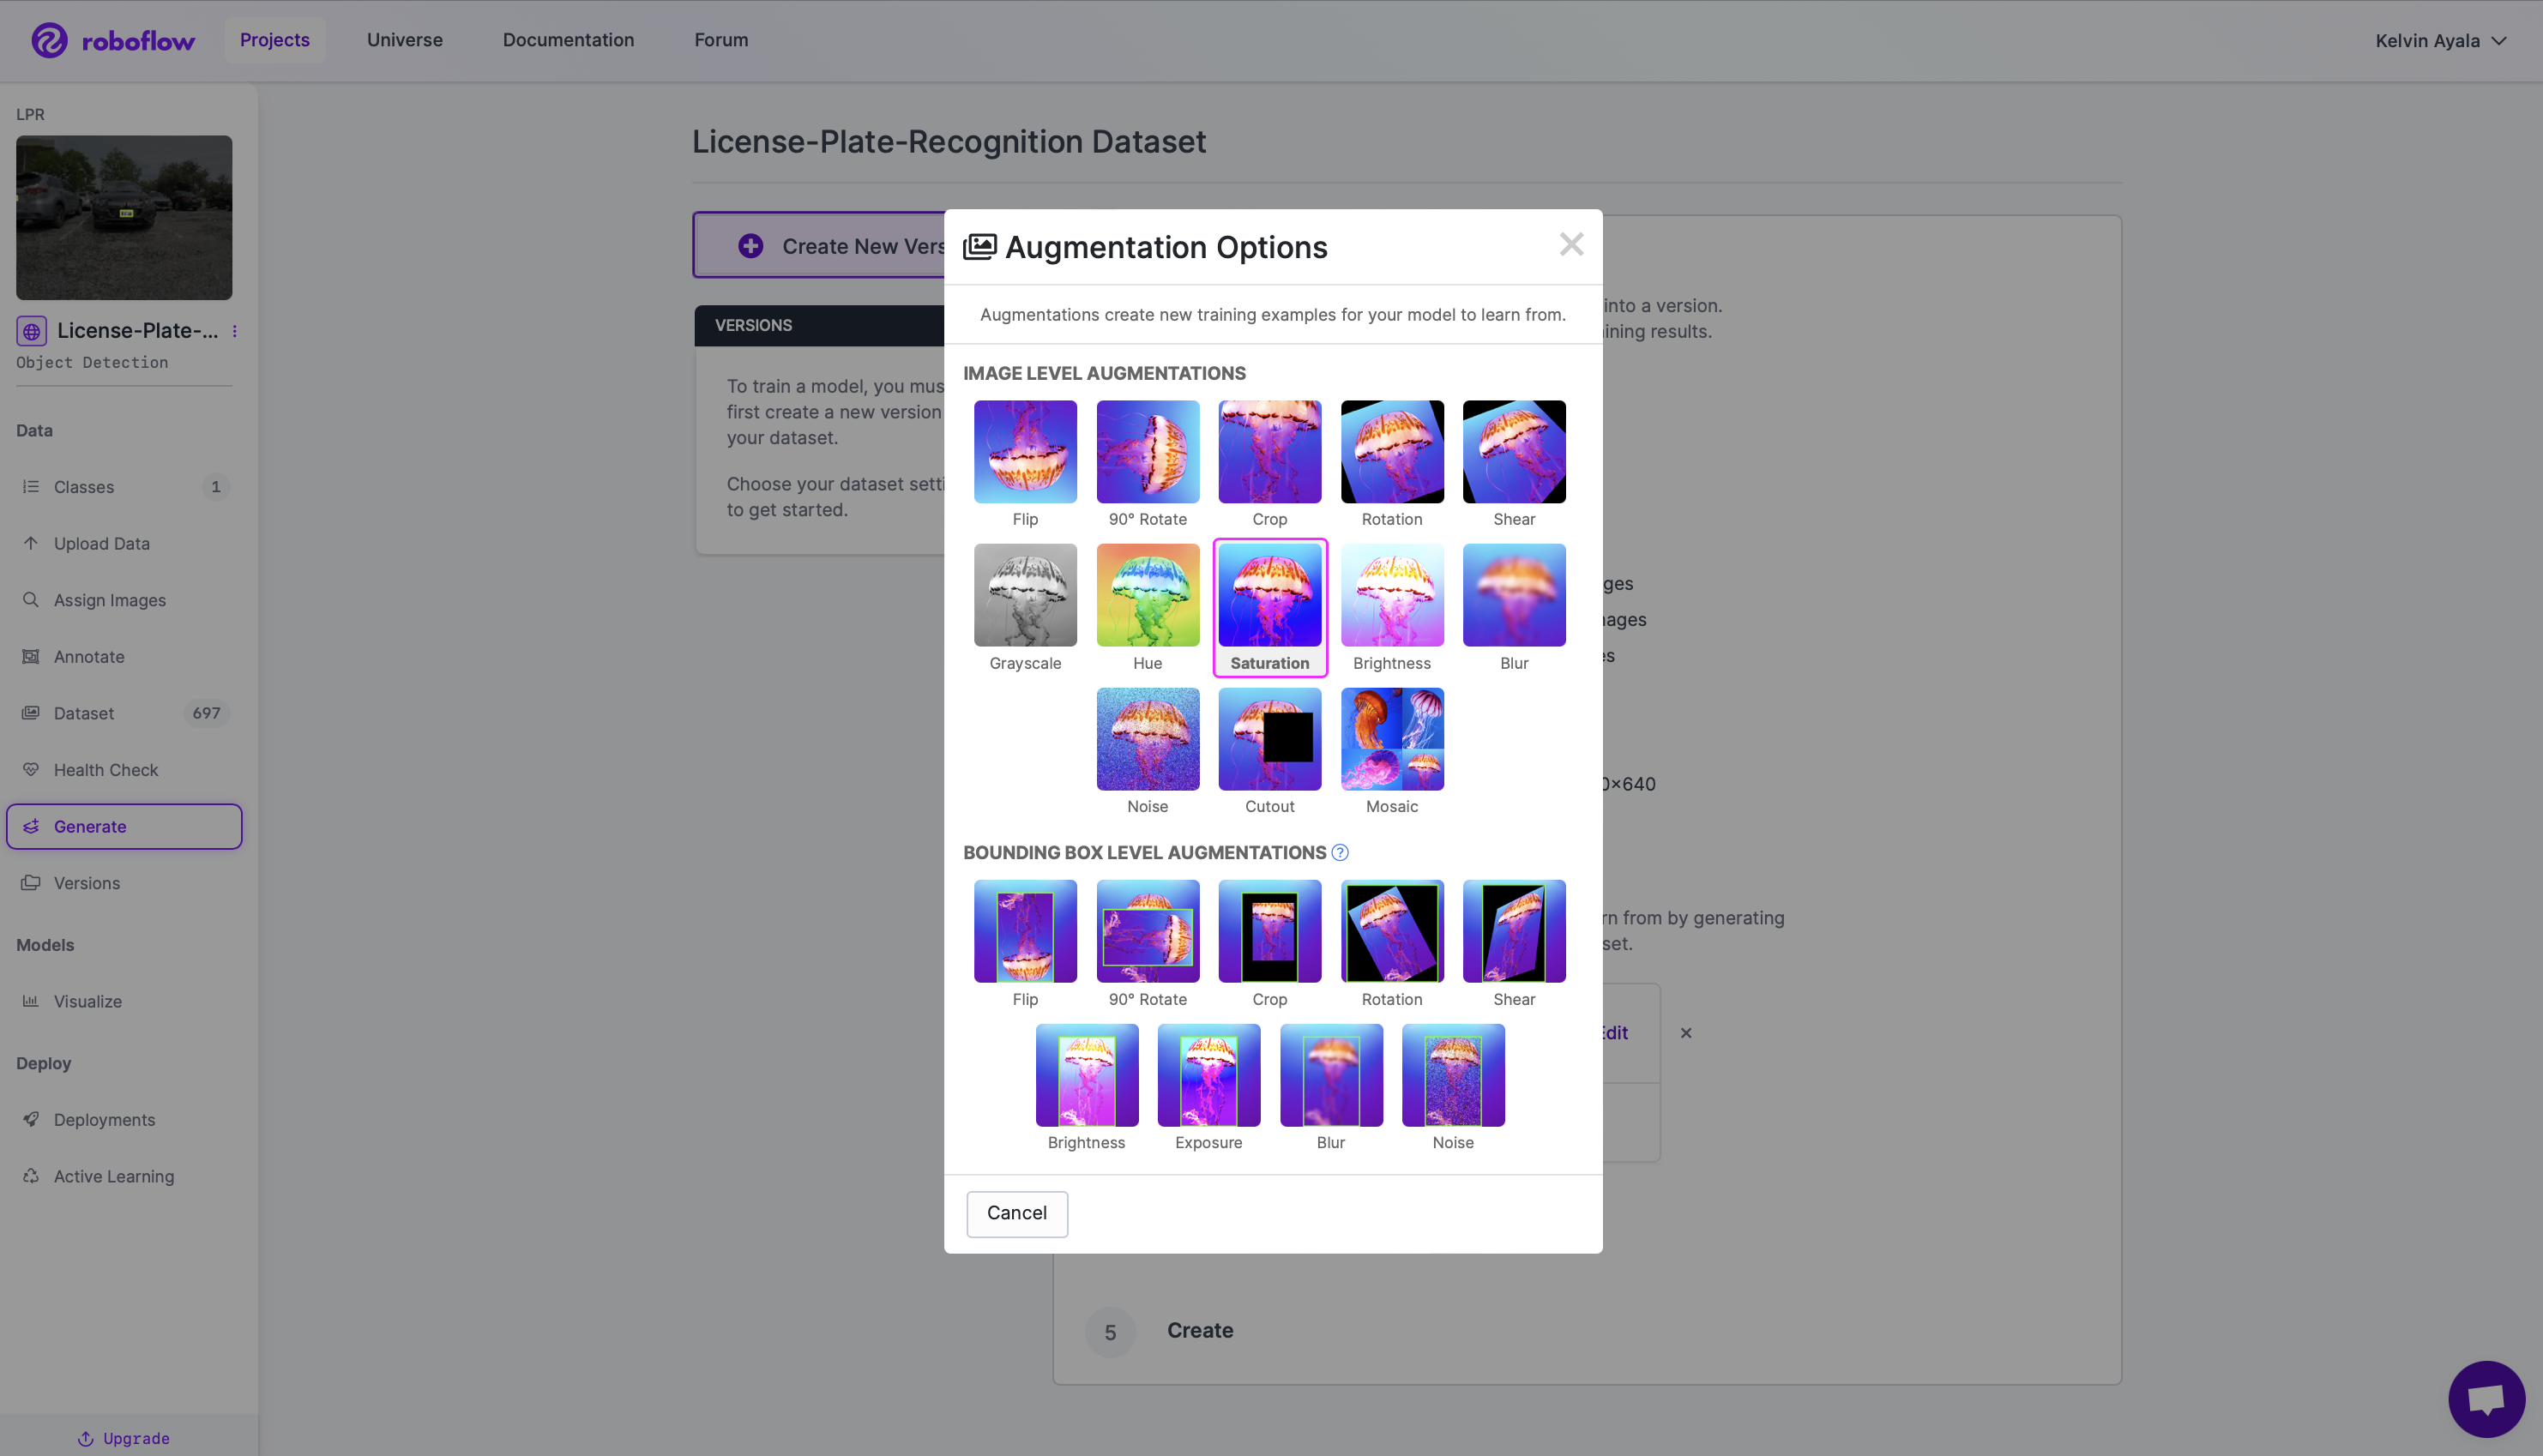 roboflow
Projects
Universe
Documentation
Forum
Kelvin Ayala
LPR
License-Plate-...
Object Detection
Data
Classes
1
Upload Data
Assign Images
Annotate
Dataset
697
Health Check
Generate
Versions
Models
Visualize
Deploy
Deployments
Active Learning
Upgrade
License-Plate-Recognition Dataset
Create New Vers
VERSIONS
To train a model, you mus
first create a new version
your dataset.
Choose your dataset setti
to get started.
Augmentation Options
Augmentations create new training examples for your model to learn from.
IMAGE LEVEL AUGMENTATIONS
Flip
90° Rotate
Crop
Rotation
Shear
Grayscale
Hue
Saturation
Brightness
Blur
Noise
Cutout
Mosaic
BOUNDING BOX LEVEL AUGMENTATIONS ?
Flip
90° Rotate
Crop
Rotation
Shear
Brightness
Exposure
Blur
Noise
Cancel
into a version.
ining results.
ges
nages
es
0×640
rn from by generating
set.
Edit
5
Create